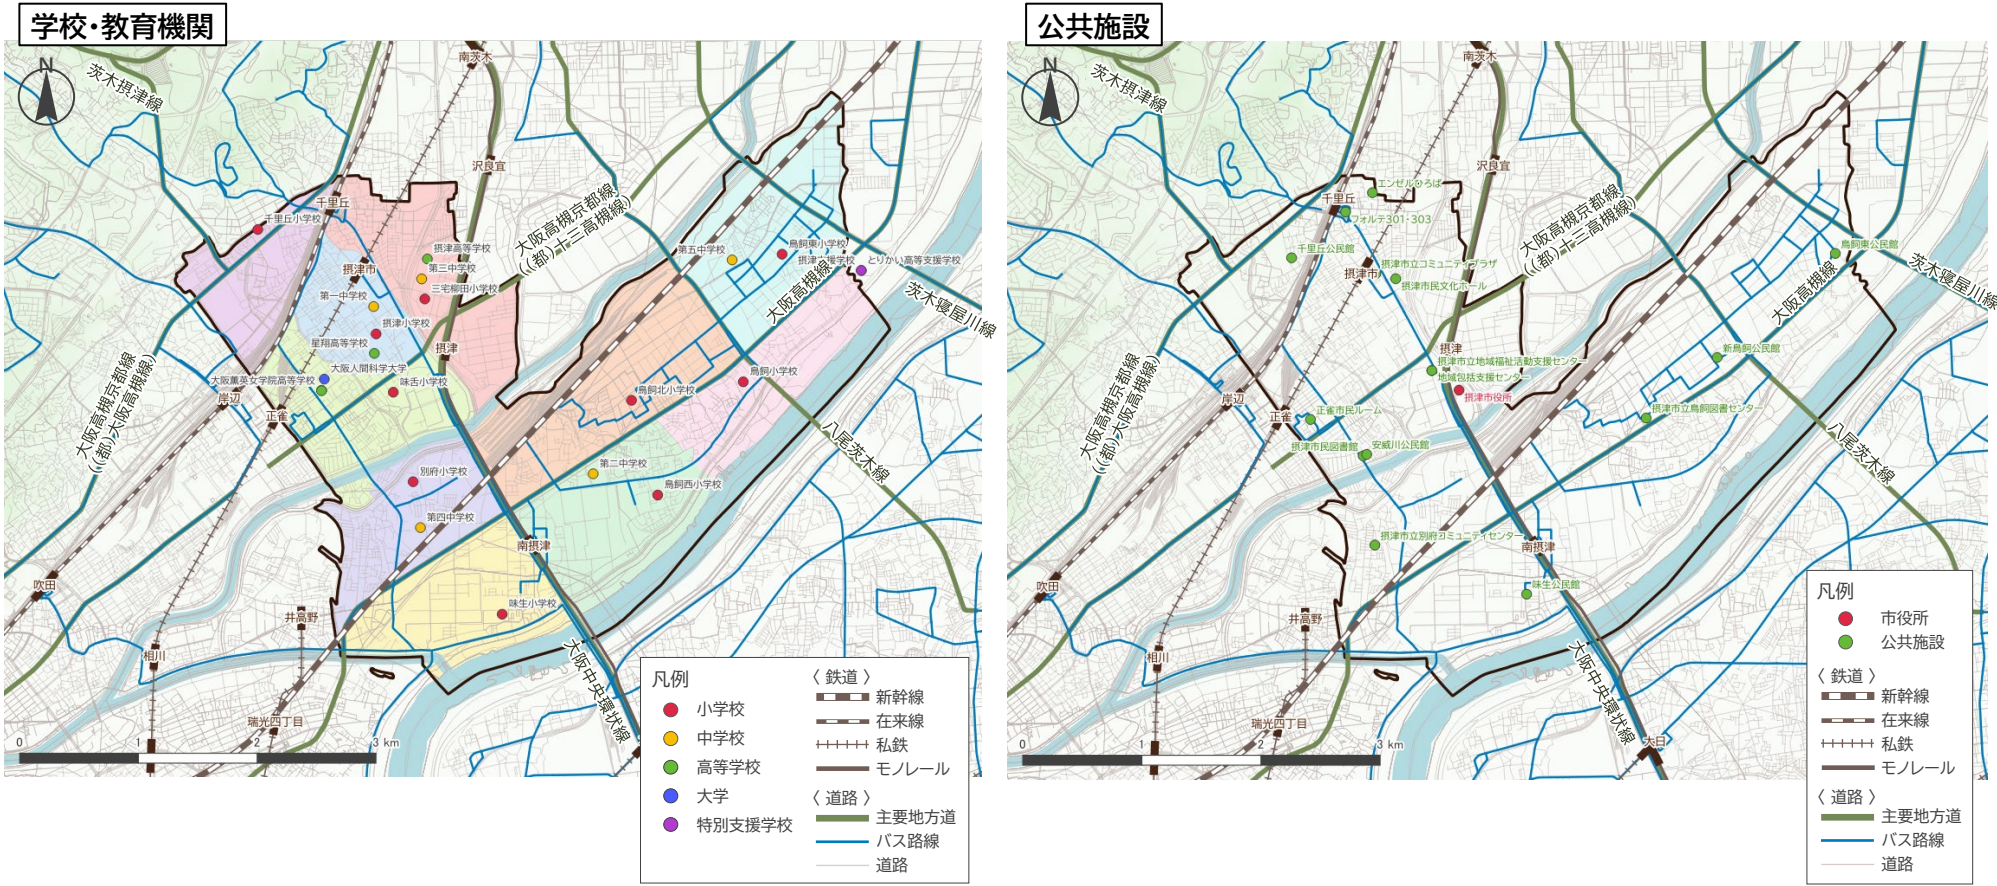 学校・教育機関
N
茨木摂津線
南茨木
沢良宜
千里丘
千里丘小学校
大阪高槻京都線
((都)十三高槻線)
摂津高等学校
第三中学校
三宅柳田小学校
摂津市
第一中学校
摂津小学校
星翔高等学校
大阪人間科学大学
大阪薫英女学院高等学校
味舌小学校
摂津
岸辺
正雀
大阪高槻京都線
((都)大阪高槻線)
第五中学校
鳥飼東小学校
摂津支援学校
とりかい高等支援学校
大阪高槻線
茨木寝屋川線
鳥飼小学校
鳥飼北小学校
八尾茨木線
第二中学校
鳥飼西小学校
別府小学校
第四中学校
南摂津
味生小学校
吹田
井高野
相川
瑞光四丁目
大阪中央環状線
0
1
2
3 km
凡例
小学校
中学校
高等学校
大学
特別支援学校
〈 鉄道 〉
新幹線
在来線
私鉄
モノレール
〈 道路 〉
主要地方道
バス路線
道路
公共施設
N
茨木摂津線
南茨木
沢良宜
エンゼルひろば
千里丘
フォルテ301・303
大阪高槻京都線
((都)十三高槻線)
千里丘公民館
摂津市
摂津市立コミュニティプラザ
摂津市民文化ホール
鳥飼東公民館
茨木寝屋川線
大阪高槻線
摂津
摂津市立地域福祉活動支援センター
地域包括支援センター
摂津市役所
新鳥飼公民館
摂津市立鳥飼図書センター
大阪高槻京都線
((都)大阪高槻線)
岸辺
正雀
正雀市民ルーム
摂津市民図書館
安威川公民館
八尾茨木線
摂津市立別府コミュニティセンター
南摂津
味生公民館
吹田
井高野
相川
瑞光四丁目
大阪中央環状線
大日
0
1
2
3 km
凡例
市役所
公共施設
〈 鉄道 〉
新幹線
在来線
私鉄
モノレール
〈 道路 〉
主要地方道
バス路線
道路